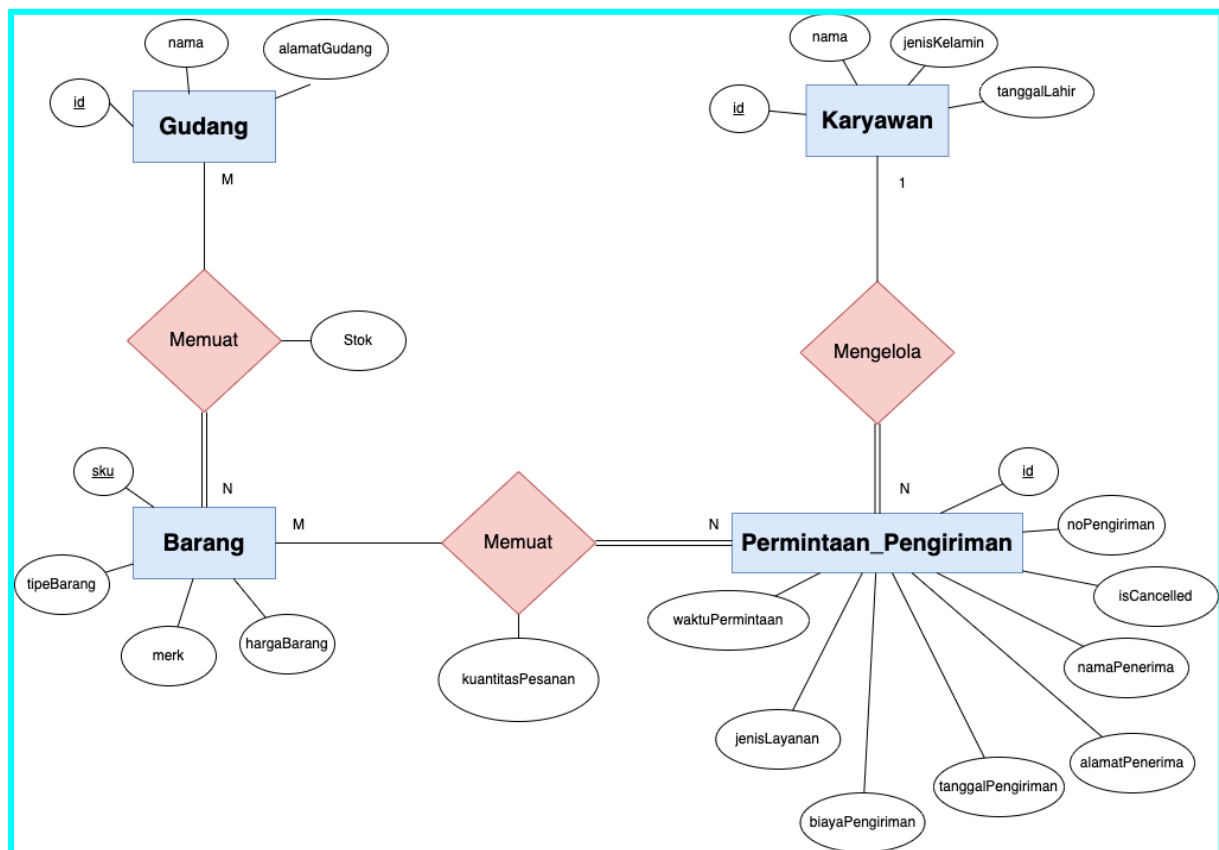 nama
alamatGudang
id
Gudang
M
Memuat
Stok
N
sku
Barang
tipeBarang
merk
hargaBarang
M
Memuat
N
kuantitasPesanan
nama
jenisKelamin
id
tanggalLahir
Karyawan
1
Mengelola
N
id
Permintaan_Pengiriman
noPengiriman
isCancelled
waktuPermintaan
namaPenerima
jenisLayanan
alamatPenerima
tanggalPengiriman
biayaPengiriman